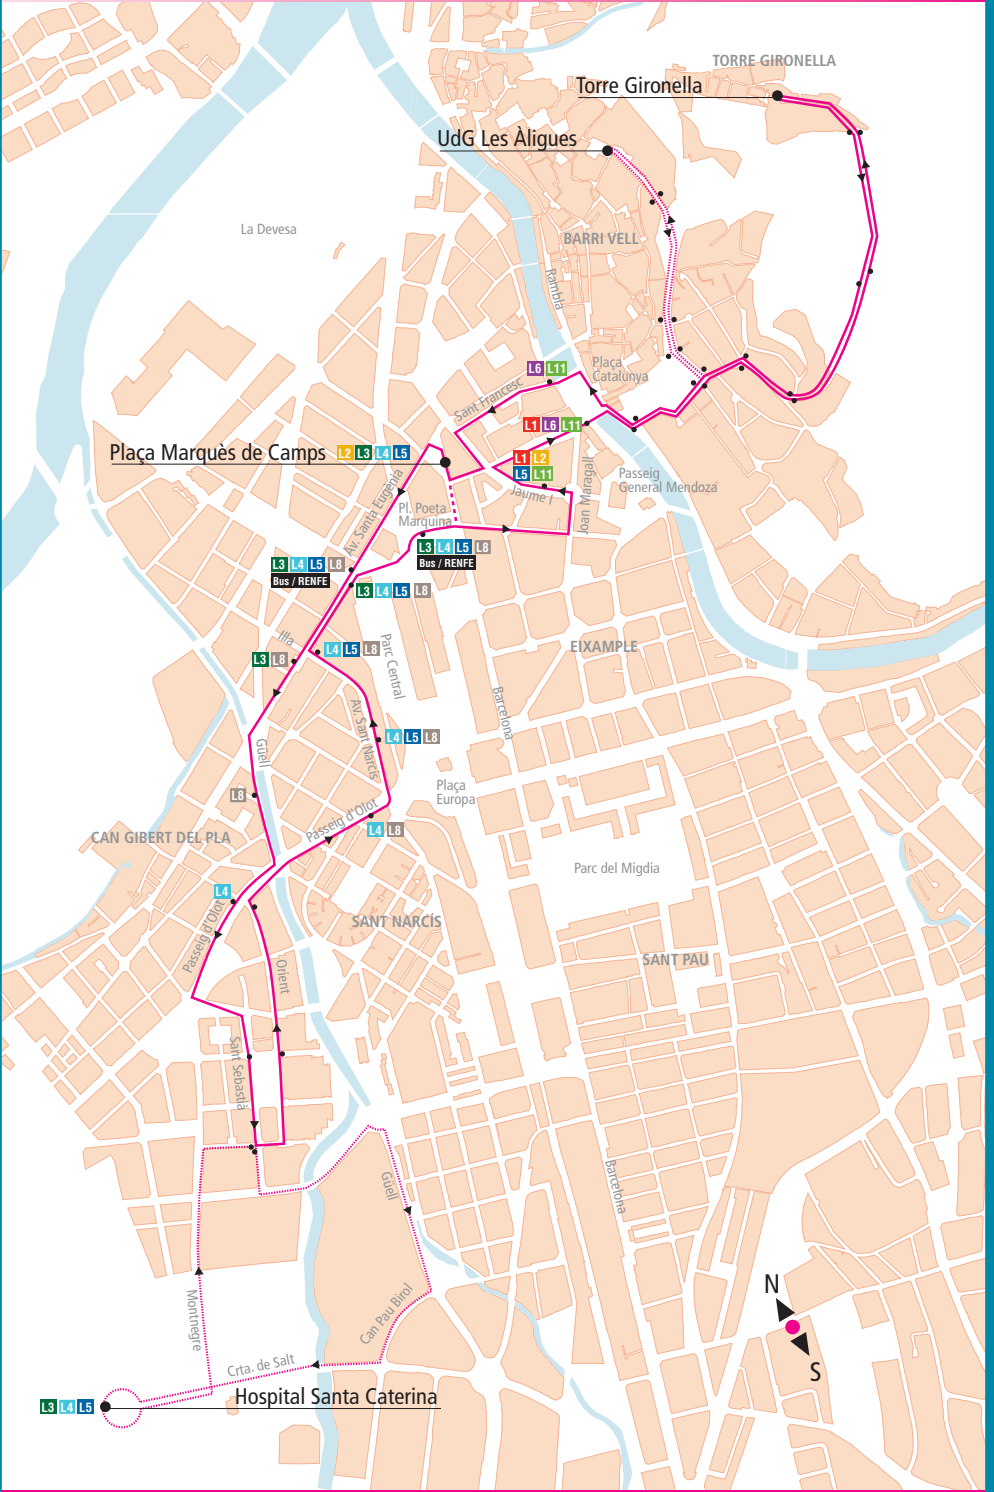 TORRE GIRONELLA
Torre Gironella
UdG Les Àligues
La Devesa
BARRI VELL
Rambla
Plaça
Catalunya
L6 L11
Sant Francesc
L1 L6 L11
Plaça Marquès de Camps L2 L3 L4 L5
L1 L2
L5 L11
Jaume I
Joan Maragall
Passeig
General Mendoza
Av. Santa Eugènia
Pl. Poeta
Marquina
L3 L4 L5 L8
Bus / RENFE
L3 L4 L5 L8
Bus / RENFE
L3 L4 L5 L8
Illa
L4 L5 L8
L3 L8
Parc Central
EIXAMPLE
Barcelona
Av. Sant Narcís
L4 L5 L8
Güell
Plaça
Europa
L8
Passeig d'Olot
L4 L8
CAN GIBERT DEL PLA
Parc del Migdia
L4
SANT NARCÍS
Passeig d'Olot
SANT PAU
Orient
Sant Sebastià
Güell
Barcelona
Montnegre
Can Pau Birol
N
S
Crta. de Salt
L3 L4 L5
Hospital Santa Caterina